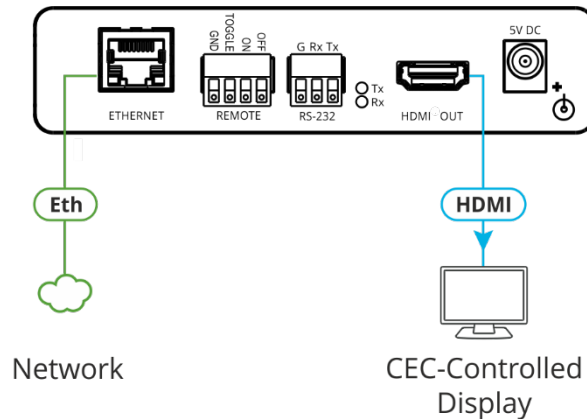 GND
TOGGLE
ON
OFF
G Rx Tx
5V DC
Tx
Rx
ETHERNET
REMOTE
RS-232
HDMI OUT
+
Eth
HDMI
Network
CEC-Controlled
Display